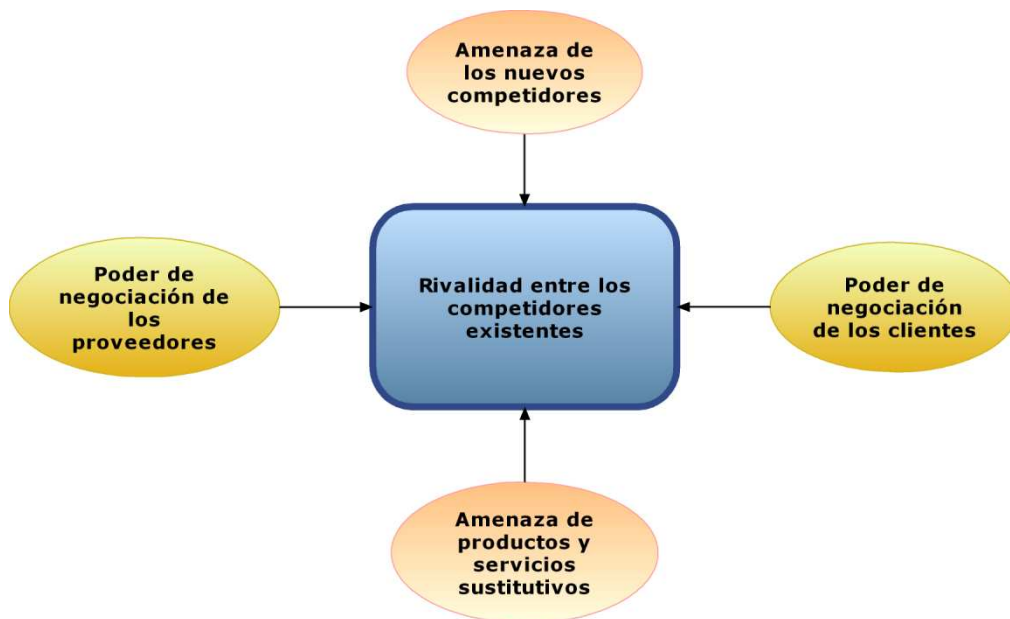 Amenaza de
los nuevos
competidores
Poder de
negociación de
los
proveedores
Rivalidad entre los
competidores
existentes
Poder de
negociación
de los clientes
Amenaza de
productos y
servicios
sustitutivos